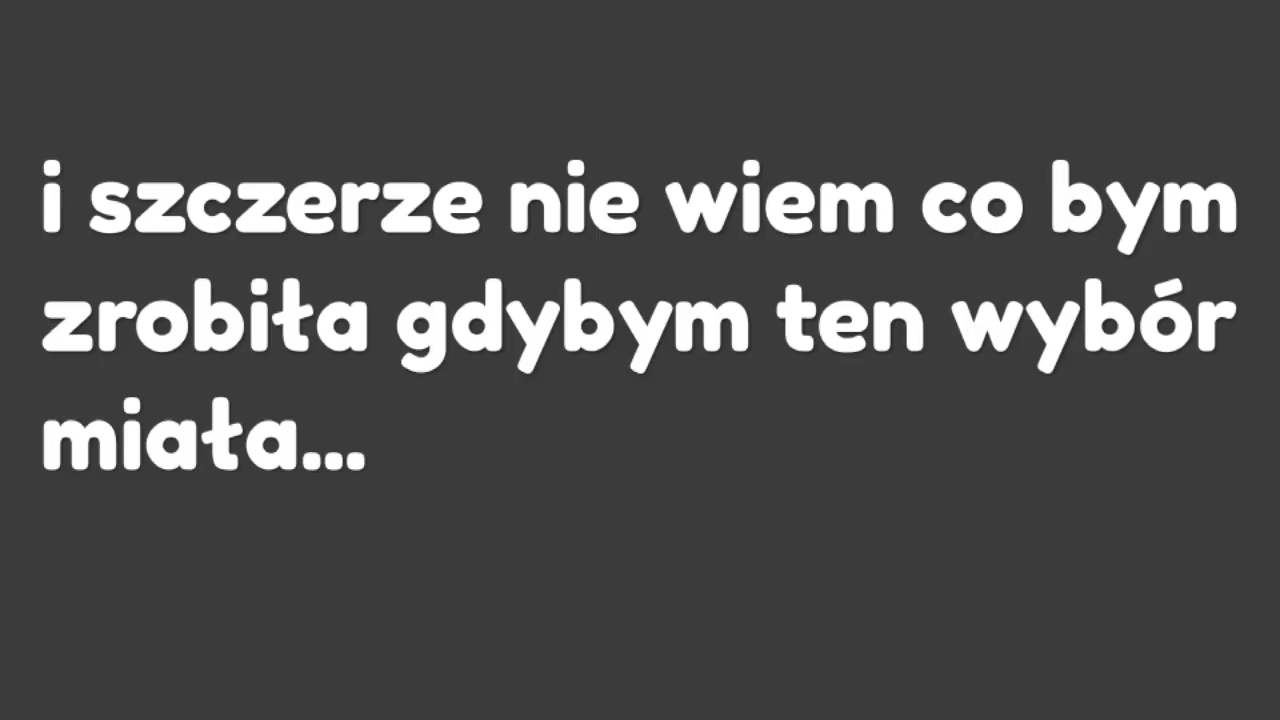 i szczerze nie wiem co bym
zrobiła gdybym ten wybór
miała...